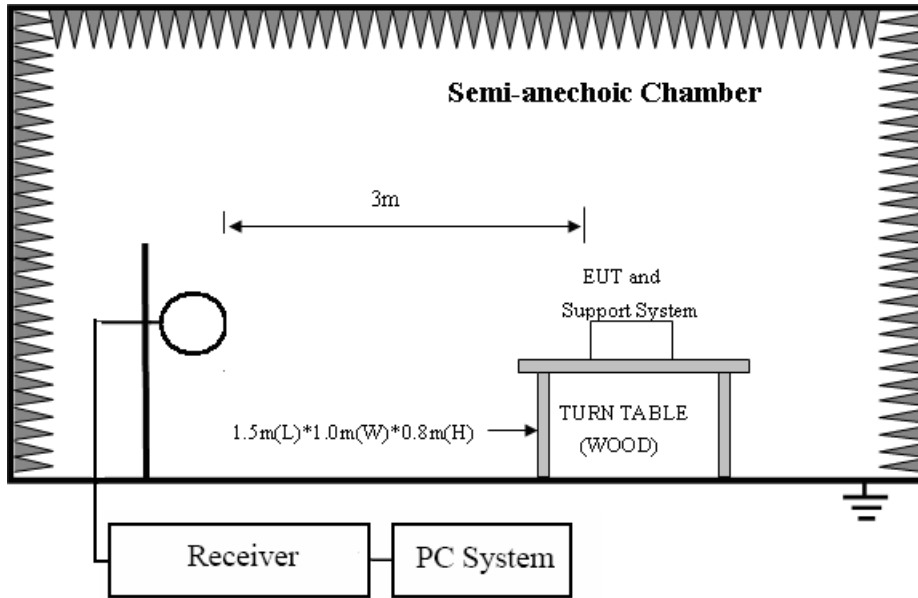 Semi-anechoic Chamber
3m
EUT and
Support System
1.5m(L)*1.0m(W)*0.8m(H)
TURN TABLE
(WOOD)
Receiver
PC System